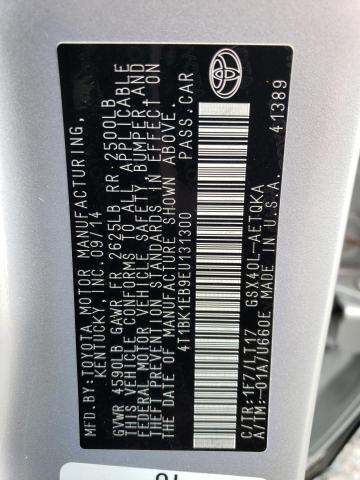 MFD. BY:TOYOTA MOTOR MANUFACTURING,
KENTUCKY, INC. 09/14
GVWR 4590LB GAWR FR 2625LB RR 2500LB
THIS VEHICLE CONFORMS TO ALL APPLICABLE
FEDERAL MOTOR VEHICLE SAFETY, BUMPER, AND
THEFT PREVENTION STANDARDS IN EFFECT ON
THE DATE OF MANUFACTURE SHOWN ABOVE.
4T1BK1EB9EU131300 PASS.CAR
C/TR:1F7/LT17 GSX40L-AETGKA
A/TM:-01A/U660E MADE IN U.S.A.
41389